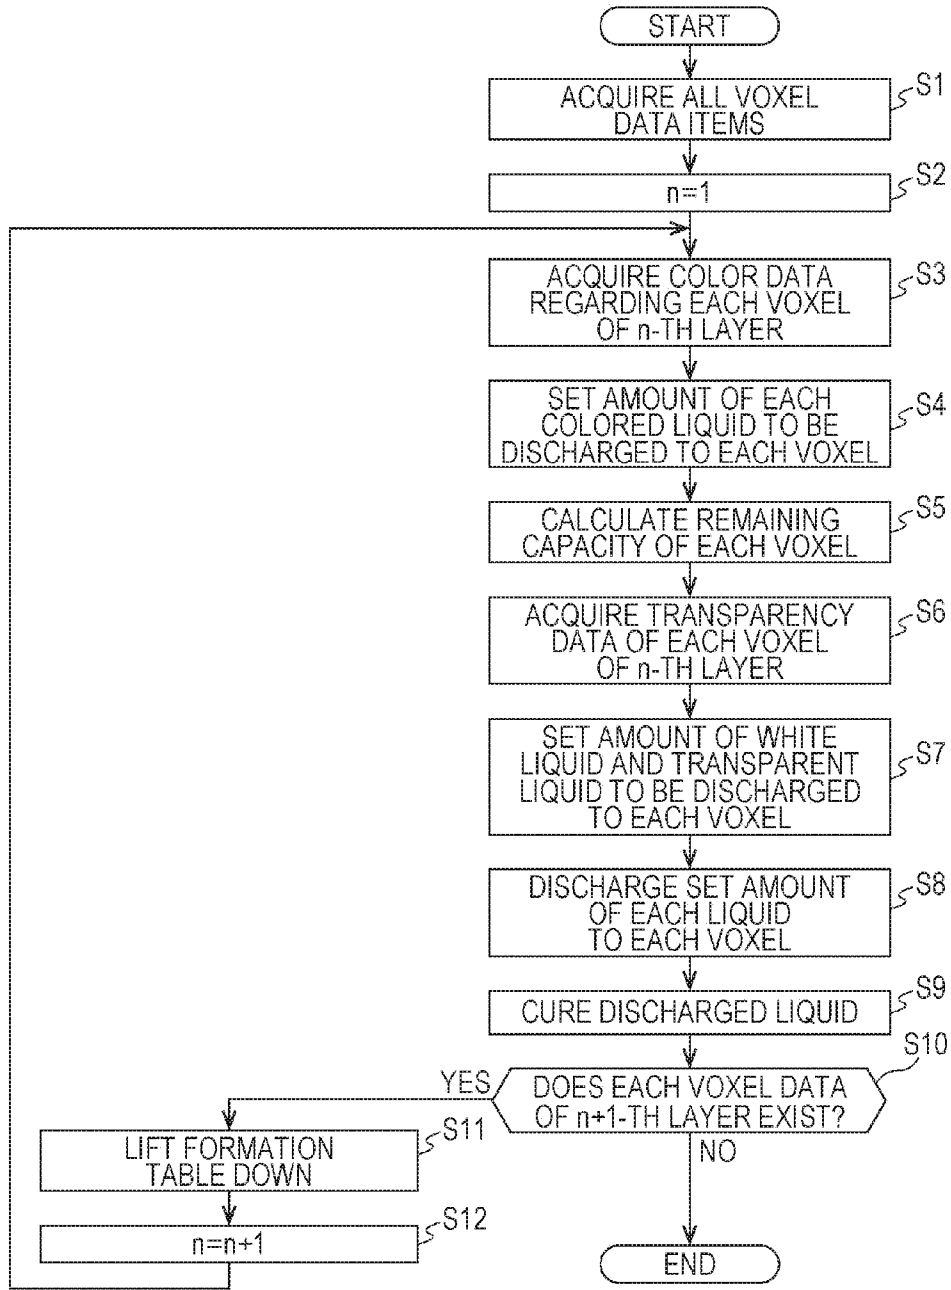 START
S1
ACQUIRE ALL VOXEL
DATA ITEMS
S2
n=1
S3
ACQUIRE COLOR DATA
REGARDING EACH VOXEL
OF n-TH LAYER
S4
SET AMOUNT OF EACH
COLORED LIQUID TO BE
DISCHARGED TO EACH VOXEL
S5
CALCULATE REMAINING
CAPACITY OF EACH VOXEL
S6
ACQUIRE TRANSPARENCY
DATA OF EACH VOXEL
OF n-TH LAYER
S7
SET AMOUNT OF WHITE
LIQUID AND TRANSPARENT
LIQUID TO BE DISCHARGED
TO EACH VOXEL
S8
DISCHARGE SET AMOUNT
OF EACH LIQUID
TO EACH VOXEL
S9
CURE DISCHARGED LIQUID
S10
DOES EACH VOXEL DATA
OF n+1-TH LAYER EXIST?
YES
NO
S11
LIFT FORMATION
TABLE DOWN
S12
n=n+1
END